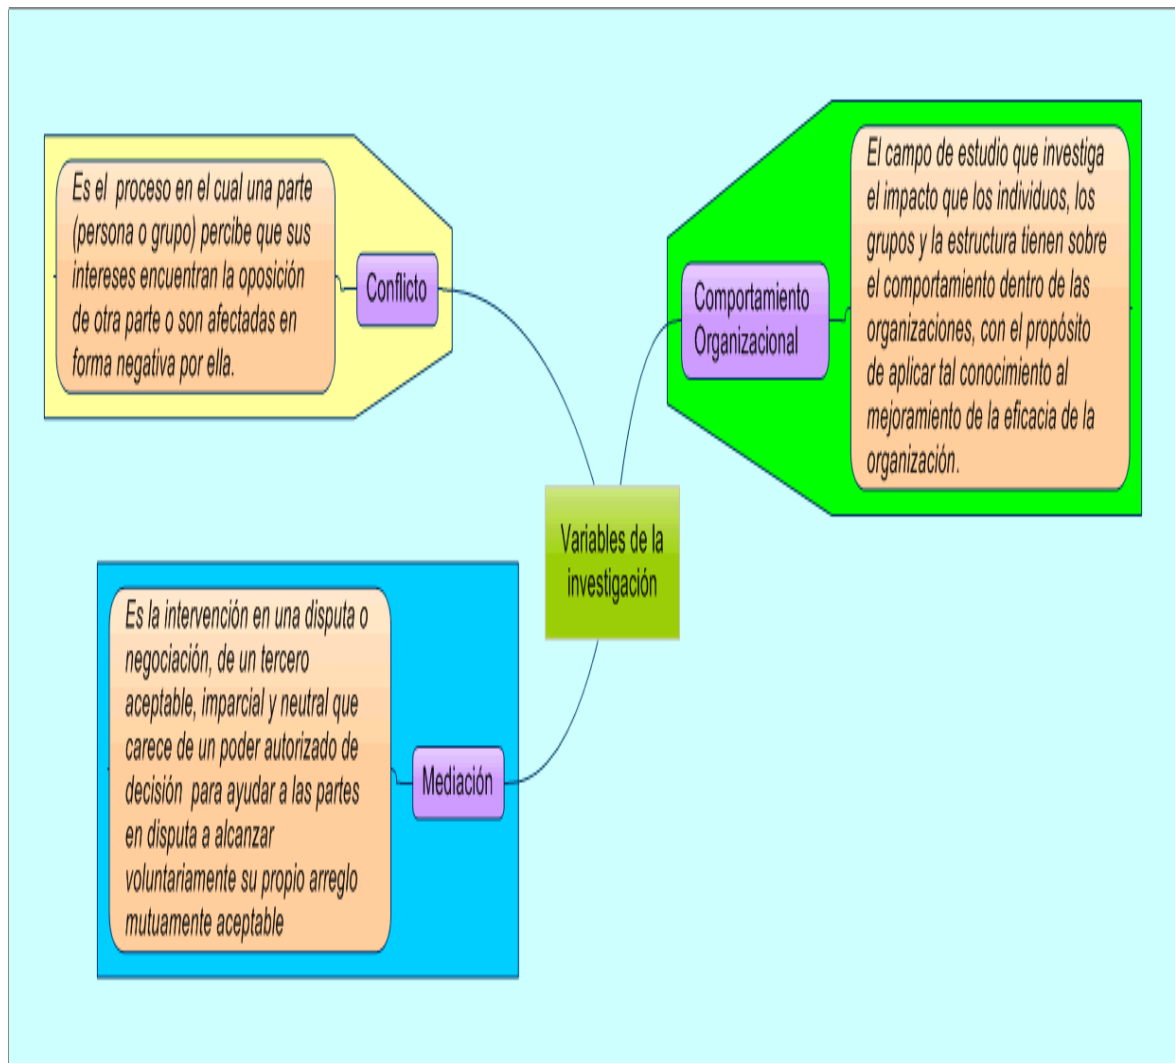 Es el proceso en el cual una parte
(persona o grupo) percibe que sus
intereses encuentran la oposición
de otra parte o son afectadas en
forma negativa por ella.
Conflicto
Comportamiento
Organizacional
El campo de estudio que investiga
el impacto que los individuos, los
grupos y la estructura tienen sobre
el comportamiento dentro de las
organizaciones, con el propósito
de aplicar tal conocimiento al
mejoramiento de la eficacia de la
organización.
Variables de la
investigación
Es la intervención en una disputa o
negociación, de un tercero
aceptable, imparcial y neutral que
carece de un poder autorizado de
decisión para ayudar a las partes
en disputa a alcanzar
voluntariamente su propio arreglo
mutuamente aceptable
Mediación